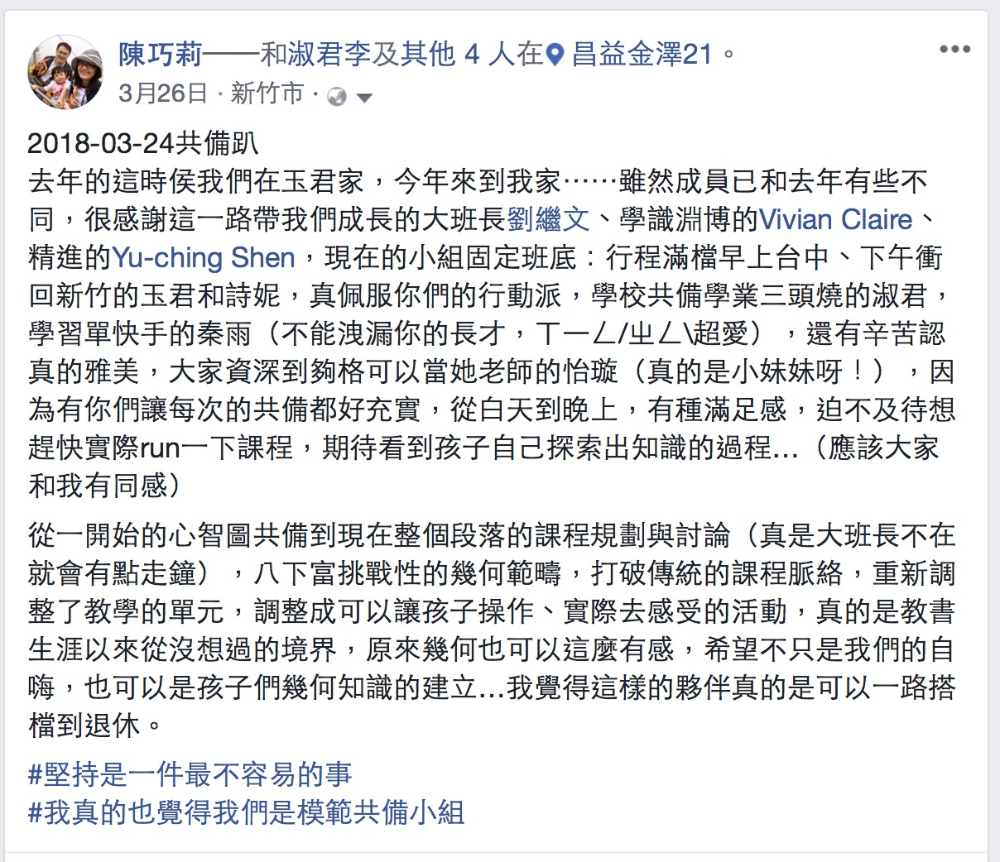 陳巧莉——和淑君李及其他 4 人在昌益金澤21。
3月26日 · 新竹市 ·
2018-03-24共備趴
去年的這時侯我們在玉君家，今年來到我家……雖然成員已和去年有些不
同，很感謝這一路帶我們成長的大班長劉繼文、學識淵博的Vivian Claire、
精進的Yu-ching Shen，現在的小組固定班底：行程滿檔早上台中、下午衝
回新竹的玉君和詩妮，真佩服你們的行動派，學校共備學業三頭燒的淑君，
學習單快手的秦雨（不能洩漏你的長才，ㄒ一ㄥ/ㄓㄥ\超愛），還有辛苦認
真的雅美，大家資深到夠格可以當她老師的怡璇（真的是小妹妹呀！），因
為有你們讓每次的共備都好充實，從白天到晚上，有種滿足感，迫不及待想
趕快實際run一下課程，期待看到孩子自己探索出知識的過程...（應該大家
和我有同感）
從一開始的心智圖共備到現在整個段落的課程規劃與討論（真是大班長不在
就會有點走鐘），八下富挑戰性的幾何範疇，打破傳統的課程脈絡，重新調
整了教學的單元，調整成可以讓孩子操作、實際去感受的活動，真的是教書
生涯以來從沒想過的境界，原來幾何也可以這麼有感，希望不只是我們的自
嗨，也可以是孩子們幾何知識的建立...我覺得這樣的夥伴真的是可以一路搭
檔到退休。
#堅持是一件最不容易的事
#我真的也覺得我們是模範共備小組